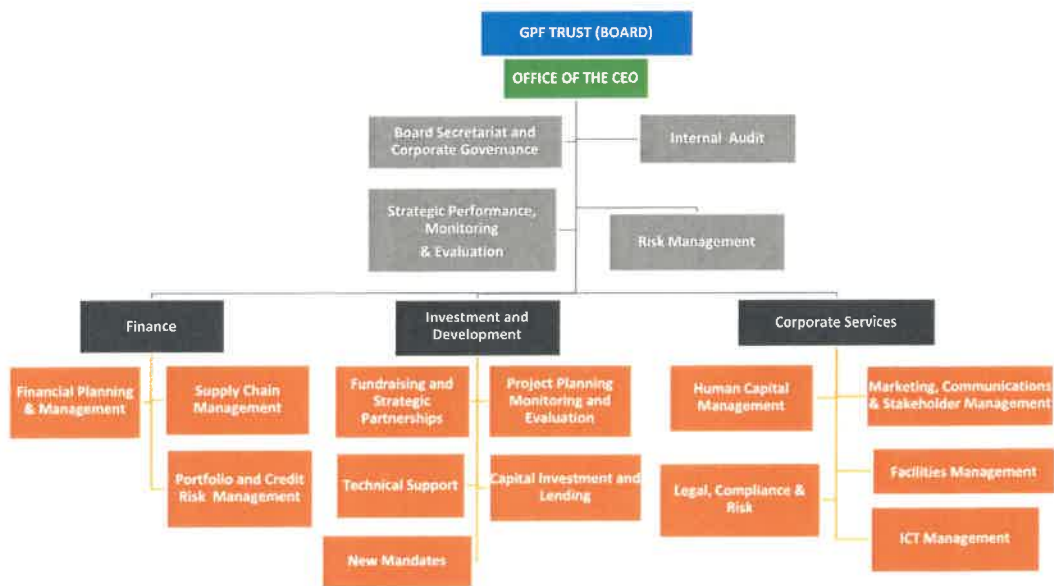 GPF TRUST (BOARD)
OFFICE OF THE CEO
Board Secretariat and
Corporate Governance
Internal Audit
Strategic Performance,
Monitoring
& Evaluation
Risk Management
Finance
Investment and
Development
Corporate Services
Financial Planning
& Management
Supply Chain
Management
Fundraising and
Strategic
Partnerships
Project Planning
Monitoring and
Evaluation
Human Capital
Management
Marketing, Communications
& Stakeholder Management
Portfolio and Credit
Risk Management
Technical Support
Capital Investment and
Lending
Legal, Compliance &
Risk
Facilities Management
New Mandates
ICT Management